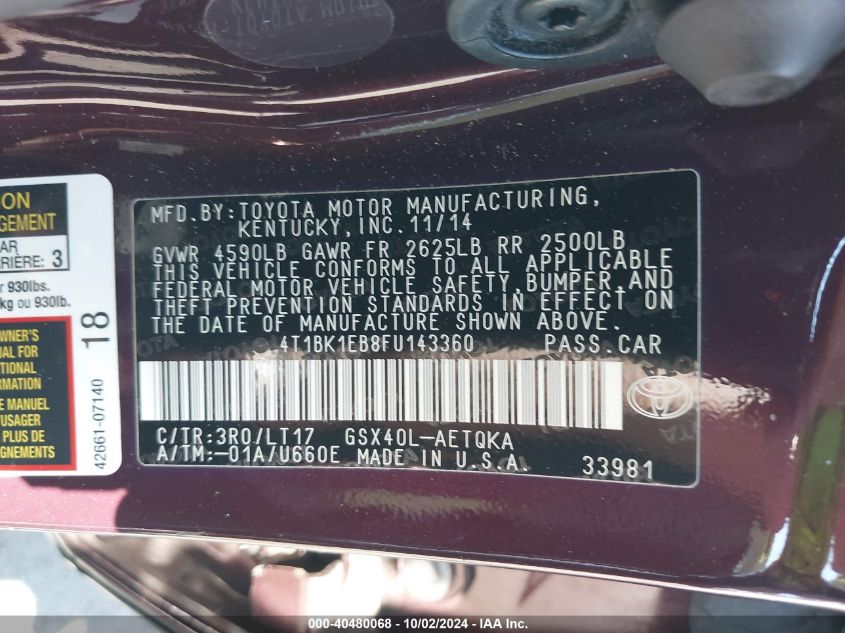 ON
GEMENT
AR
RRIÈRE: 3
r 930lbs.
kg ou 930lb.
OWNER'S
UAL FOR
ITIONAL
RMATION
E MANUEL
'USAGER
PLUS DE
GNEMENTS
18
42661-07140
MFD.BY:TOYOTA MOTOR MANUFACTURING,
KENTUCKY,INC.11/14
GVWR 4590LB GAWR FR 2625LB RR 2500LB
THIS VEHICLE CONFORMS TO ALL APPLICABLE
FEDERAL MOTOR VEHICLE SAFETY,BUMPER,AND
THEFT PREVENTION STANDARDS IN EFFECT ON
THE DATE OF MANUFACTURE SHOWN ABOVE.
4T1BK1EB8FU143360 PASS.CAR
C/TR:3R0/LT17 GSX40L-AETQKA
A/TM:-01A/U660E MADE IN U.S.A. 33981
000-40480068 - 10/02/2024 - IAA Inc.